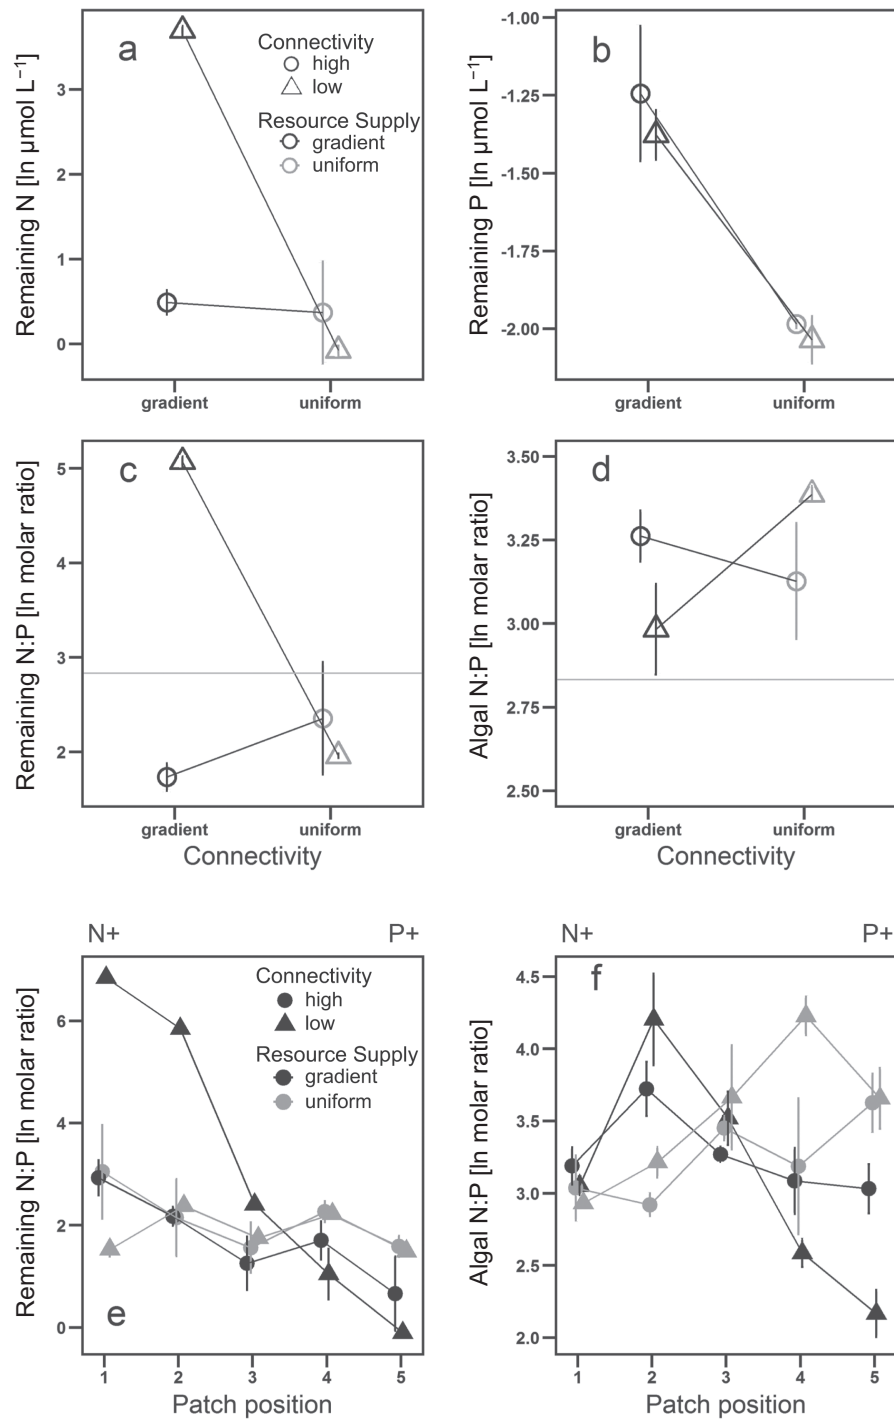 a
Connectivity
high
low
Resource Supply
gradient
uniform
Remaining N [ln μmol L⁻¹]
3
2
1
0
gradient uniform
b
Remaining P [ln μmol L⁻¹]
-1.00
-1.25
-1.50
-1.75
-2.00
gradient uniform
c
Remaining N:P [ln molar ratio]
5
4
3
2
gradient uniform
Connectivity
d
Algal N:P [ln molar ratio]
3.50
3.25
3.00
2.75
2.50
gradient uniform
Connectivity
N+ P+
Connectivity
high
low
Resource Supply
gradient
uniform
Remaining N:P [ln molar ratio]
6
4
2
0
e
1 2 3 4 5
Patch position
N+ P+
f
Algal N:P [ln molar ratio]
4.5
4.0
3.5
3.0
2.5
2.0
1 2 3 4 5
Patch position